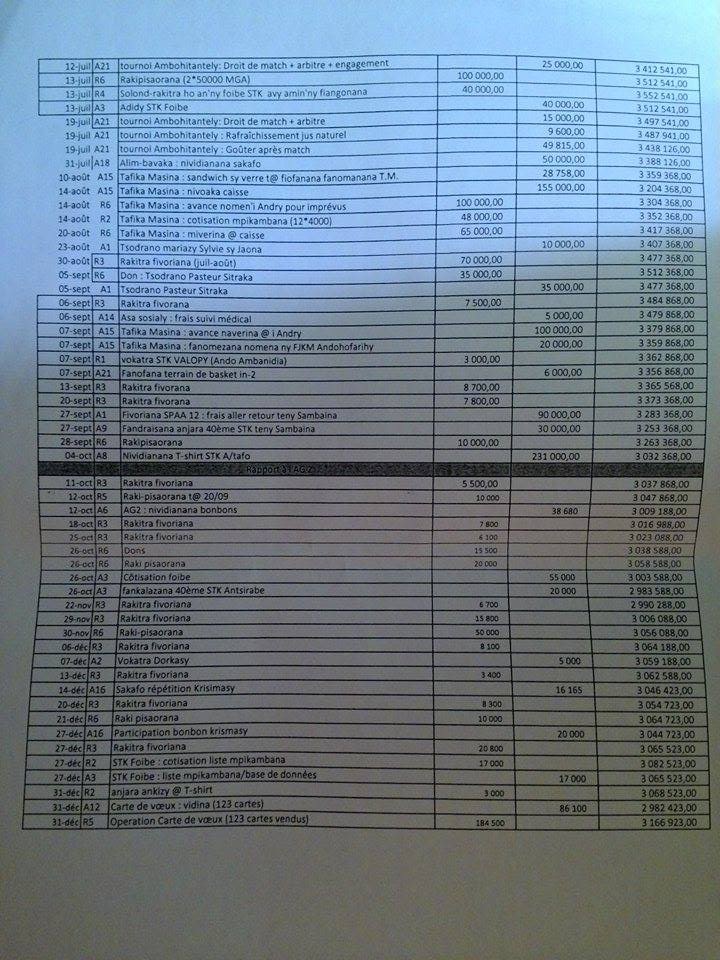 12-juil A21 tournoi Ambohitantely: Droit de match + arbitre + engagement 25 000,00 3 412 541,00
13-juil R6 Rakipisaorana (2*50000 MGA) 100 000,00 3 512 541,00
13-juil R4 Solond-rakitra ho an'ny foibe STK avy amin'ny fiangonana 40 000,00 3 552 541,00
13-juil A3 Adidy STK Foibe 40 000,00 3 512 541,00
19-juil A21 tournoi Ambohitantely : Droit de match + arbitre 15 000,00 3 497 541,00
19-juil A21 tournoi Ambohitantely : Rafraîchissement jus naturel 9 600,00 3 487 941,00
19-juil A21 tournoi Ambohitantely : Goûter après match 49 815,00 3 438 126,00
31-juil A18 Alim-bavaka : nividianana sakafo 50 000,00 3 388 126,00
10-août A15 Tafika Masina : sandwich sy verre t@ fiofanana fanomanana T.M. 28 758,00 3 359 368,00
14-août A15 Tafika Masina : nivoaka caisse 155 000,00 3 204 368,00
14-août R6 Tafika Masina : avance nomen'i Andry pour imprévus 100 000,00 3 304 368,00
14-août R2 Tafika Masina : cotisation mpikambana (12*4000) 48 000,00 3 352 368,00
20-août R6 Tafika Masina : miverina @ caisse 65 000,00 3 417 368,00
23-août A1 Tsodrano mariazy Sylvie sy Jaona 10 000,00 3 407 368,00
30-août R3 Rakitra fivoriana (juil-août) 70 000,00 3 477 368,00
05-sept R6 Don : Tsodrano Pasteur Sitraka 35 000,00 3 512 368,00
05-sept A1 Tsodrano Pasteur Sitraka 35 000,00 3 477 368,00
06-sept R3 Rakitra fivorana 7 500,00 3 484 868,00
06-sept A14 Asa sosialy : frais suivi médical 5 000,00 3 479 868,00
07-sept A15 Tafika Masina : avance naverina @ i Andry 100 000,00 3 379 868,00
07-sept A15 Tafika Masina : fanomezana nomena ny FJKM Andohofarihy 20 000,00 3 359 868,00
07-sept R1 vokatra STK VALOPY (Ando Ambanidia) 3 000,00 3 362 868,00
07-sept A21 Fanofana terrain de basket in-2 6 000,00 3 356 868,00
13-sept R3 Rakitra fivorana 8 700,00 3 365 568,00
20-sept R3 Rakitra fivorana 7 800,00 3 373 368,00
27-sept A1 Fivoriana SPAA 12 : frais aller retour teny Sambaina 90 000,00 3 283 368,00
27-sept A9 Fandraisana anjara 40ème STK teny Sambaina 30 000,00 3 253 368,00
28-sept R6 Rakipisaorana 10 000,00 3 263 368,00
04-oct A8 Nividianana T-shirt STK A/tafo 231 000,00 3 032 368,00
11-oct R3 Rakitra fivoriana 5 500,00 3 037 868,00
12-oct R5 Raki-pisaorana t@ 20/09 10 000 3 047 868,00
12-oct A6 AG2 : nividianana bonbons 38 680 3 009 188,00
18-oct R3 Rakitra fivoriana 7 800 3 016 988,00
25-oct R3 Rakitra fivoriana 6 100 3 023 088,00
26-oct R6 Dons 15 500 3 038 588,00
26-oct R6 Raki pisaorana 20 000 3 058 588,00
26-oct A3 Côtisation foibe 55 000 3 003 588,00
26-oct A3 fankalazana 40ème STK Antsirabe 20 000 2 983 588,00
22-nov R3 Rakitra fivoriana 6 700 2 990 288,00
29-nov R3 Rakitra fivoriana 15 800 3 006 088,00
30-nov R6 Raki-pisaorana 50 000 3 056 088,00
06-déc R3 Rakitra fivoriana 8 100 3 064 188,00
07-déc A2 Vokatra Dorkasy 5 000 3 059 188,00
13-déc R3 Rakitra fivoriana 3 400 3 062 588,00
14-déc A16 Sakafo répétition Krisimasy 16 165 3 046 423,00
20-déc R3 Rakitra fivoriana 8 300 3 054 723,00
21-déc R6 Raki pisaorana 10 000 3 064 723,00
27-déc A16 Participation bonbon krismasy 20 000 3 044 723,00
27-déc R3 Rakitra fivoriana 20 800 3 065 523,00
27-déc R2 STK Foibe : cotisation liste mpikambana 17 000 3 082 523,00
27-déc A3 STK Foibe : liste mpikambana/base de données 17 000 3 065 523,00
31-déc R2 anjara ankizy @ T-shirt 3 000 3 068 523,00
31-déc A12 Carte de vœux : vidina (123 cartes) 86 100 2 982 423,00
31-déc R5 Operation Carte de vœux (123 cartes vendus) 184 500 3 166 923,00